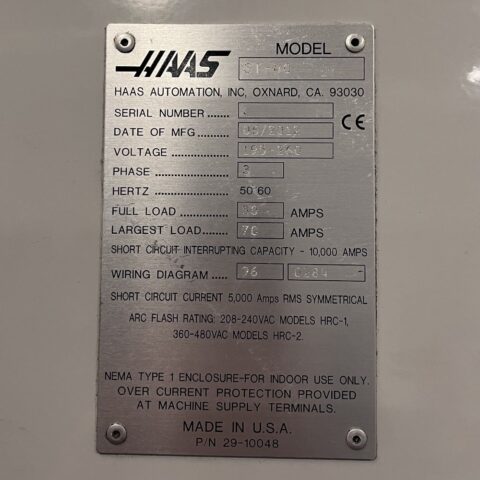 HAAS
MODEL
HAAS AUTOMATION, INC, OXNARD, CA. 93030
SERIAL NUMBER ..........
CE
DATE OF MFG ..........
VOLTAGE ..................
PHASE .................... 3
HERTZ .................... 50 60
FULL LOAD ............ AMPS
LARGEST LOAD....... 70 AMPS
SHORT CIRCUIT INTERRUPTING CAPACITY - 10,000 AMPS
WIRING DIAGRAM ..... 96
SHORT CIRCUIT CURRENT 5,000 Amps RMS SYMMETRICAL
ARC FLASH RATING: 208-240VAC MODELS HRC-1,
360-480VAC MODELS HRC-2.
NEMA TYPE 1 ENCLOSURE-FOR INDOOR USE ONLY.
OVER CURRENT PROTECTION PROVIDED
AT MACHINE SUPPLY TERMINALS.
MADE IN U.S.A.
P/N 29-10048